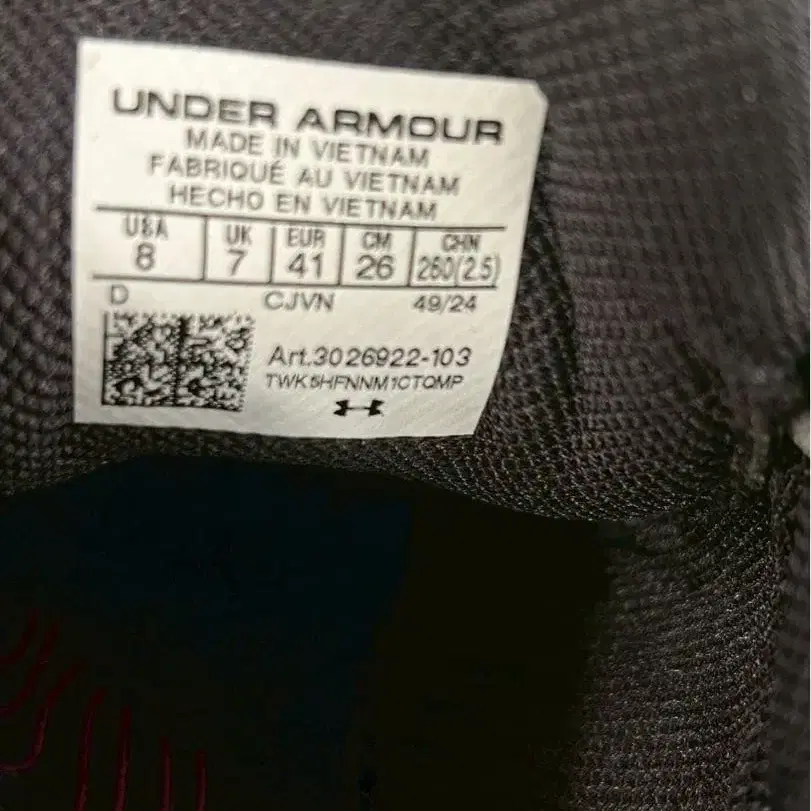 UNDER ARMOUR
MADE IN VIETNAM
FABRIQUÉ AU VIETNAM
HECHO EN VIETNAM
USA UK EUR CM CHN
8 7 41 26 260(2.5)
D CJVN 49/24
Art.3026922-103
TWK5HFNNM1CTQMP